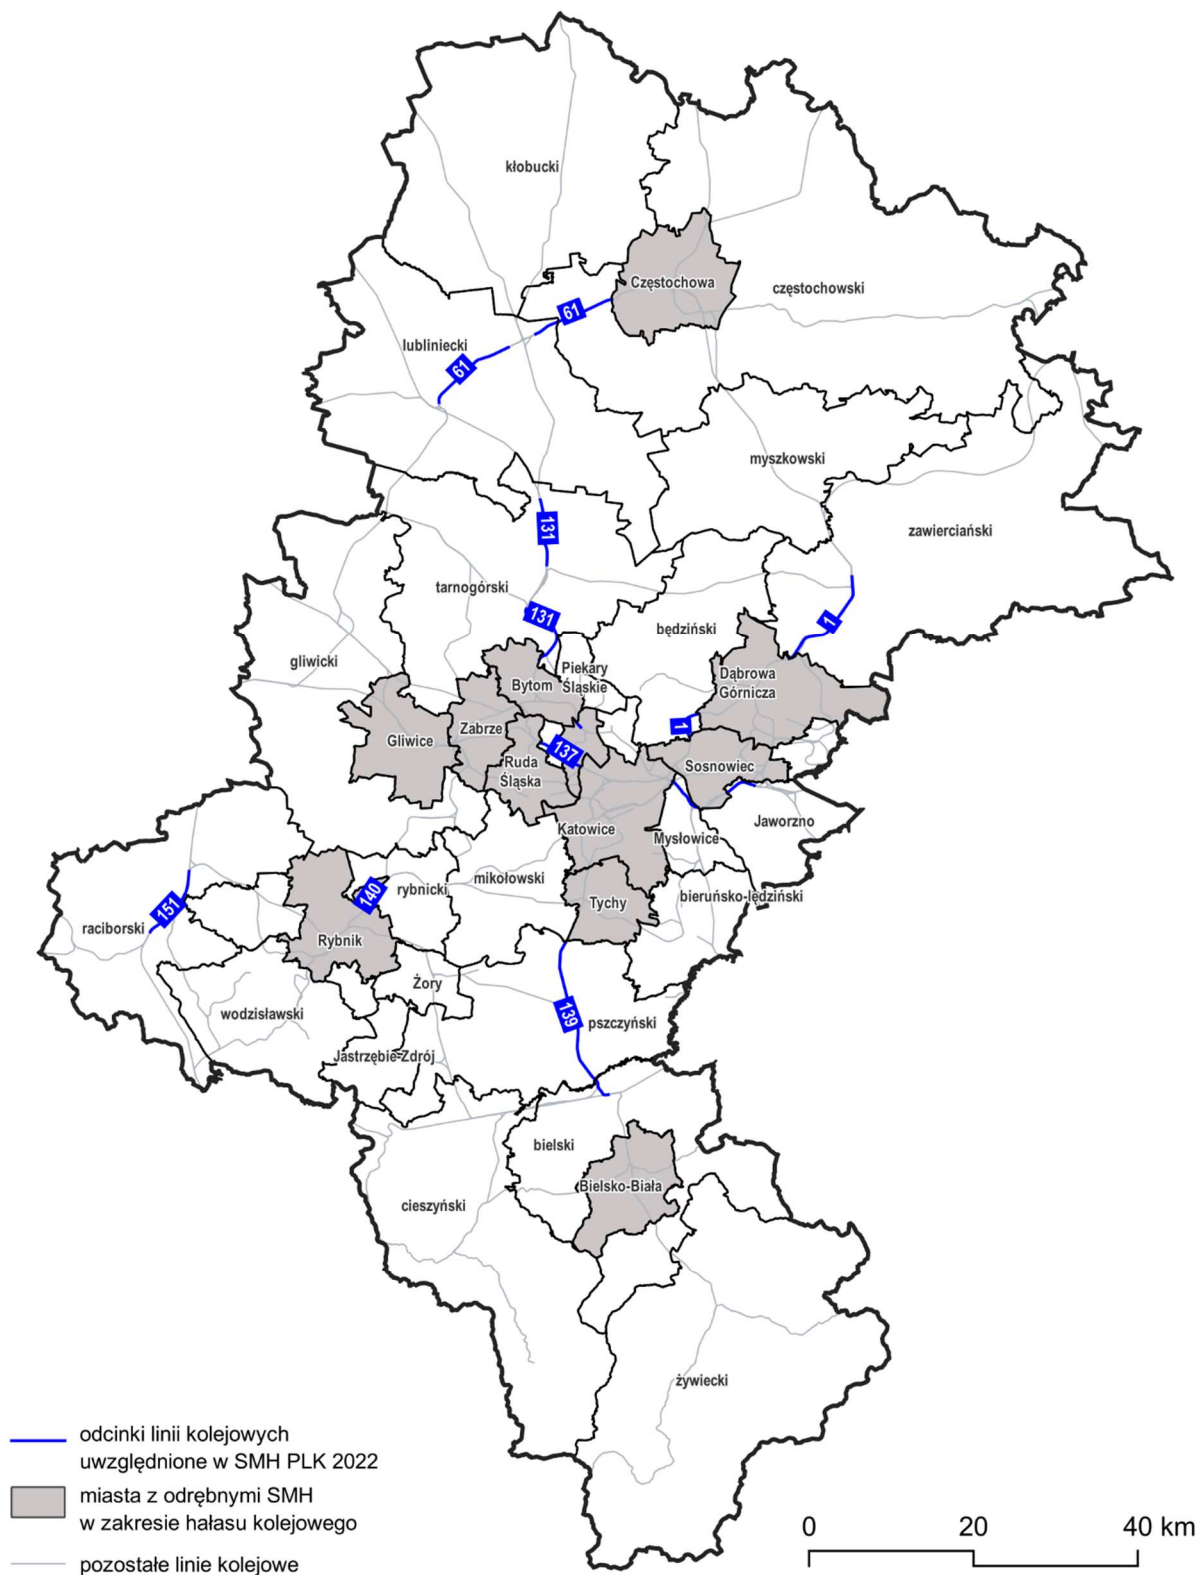 kłobucki
Częstochowa
częstochowski
61
lubliniecki
61
myszkowski
131
zawierciański
tarnogórski
131
1
będziński
gliwicki
Piekary
Śląskie
Dąbrowa
Górnicza
Bytom
1
Zabrze
Gliwice
137
Ruda
Śląska
Sosnowiec
Katowice
Mysłowice
Jaworzno
mikołowski
rybnicki
140
bieruńsko-lędziński
Tychy
151
raciborski
Rybnik
Żory
wodzisławski
139
pszczyński
Jastrzębie-Zdrój
bielski
Bielsko-Biała
cieszyński
żywiecki
odcinki linii kolejowych
uwzględnione w SMH PLK 2022
miasta z odrębnymi SMH
w zakresie hałasu kolejowego
pozostałe linie kolejowe
0 20 40 km